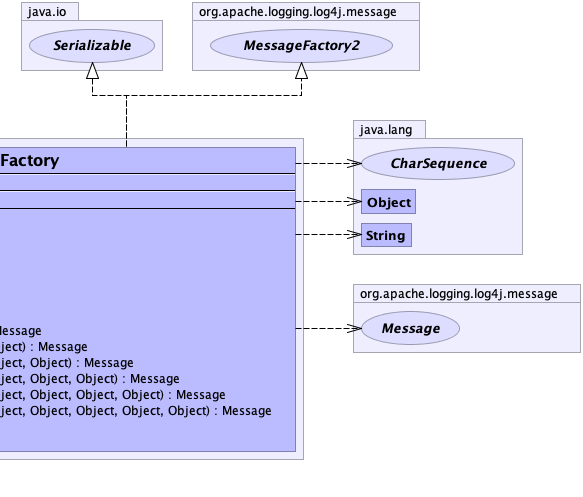 java.io
org.apache.logging.log4j.message
Serializable
MessageFactory2
java.lang
Factory
CharSequence
Object
String
org.apache.logging.log4j.message
Message
Message
ject) : Message
ject, Object) : Message
ject, Object, Object) : Message
ject, Object, Object, Object) : Message
ject, Object, Object, Object, Object) : Message